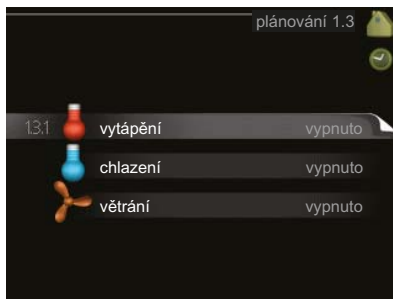 plánování 1.3
1.3.1 vytápění vypnuto
chlazení vypnuto
větrání vypnuto